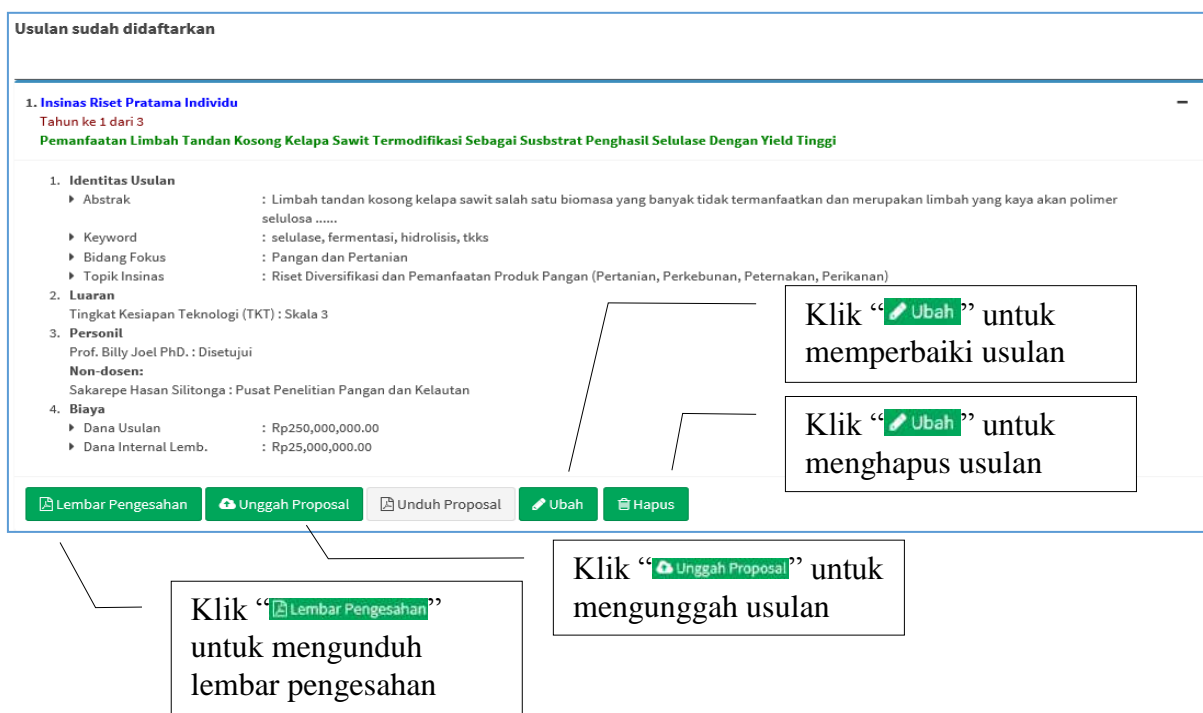 Usulan sudah didaftarkan
1. Insinas Riset Pratama Individu
Tahun ke 1 dari 3
Pemanfaatan Limbah Tandan Kosong Kelapa Sawit Termodifikasi Sebagai Susbstrat Penghasil Selulase Dengan Yield Tinggi
1. Identitas Usulan
Abstrak : Limbah tandan kosong kelapa sawit salah satu biomasa yang banyak tidak termanfaatkan dan merupakan limbah yang kaya akan polimer
selulosa ......
Keyword : selulase, fermentasi, hidrolisis, tkks
Bidang Fokus : Pangan dan Pertanian
Topik Insinas : Riset Diversifikasi dan Pemanfaatan Produk Pangan (Pertanian, Perkebunan, Peternakan, Perikanan)
2. Luaran
Tingkat Kesiapan Teknologi (TKT) : Skala 3
3. Personil
Prof. Billy Joel PhD. : Disetujui
Non-dosen:
Sakarepe Hasan Silitonga : Pusat Penelitian Pangan dan Kelautan
4. Biaya
Dana Usulan : Rp250,000,000.00
Dana Internal Lemb. : Rp25,000,000.00
Klik “Ubah” untuk
memperbaiki usulan
Klik “Ubah” untuk
menghapus usulan
Lembar Pengesahan Unggah Proposal Unduh Proposal Ubah Hapus
Klik “Unggah Proposal” untuk
mengunggah usulan
Klik “Lembar Pengesahan”
untuk mengunduh
lembar pengesahan